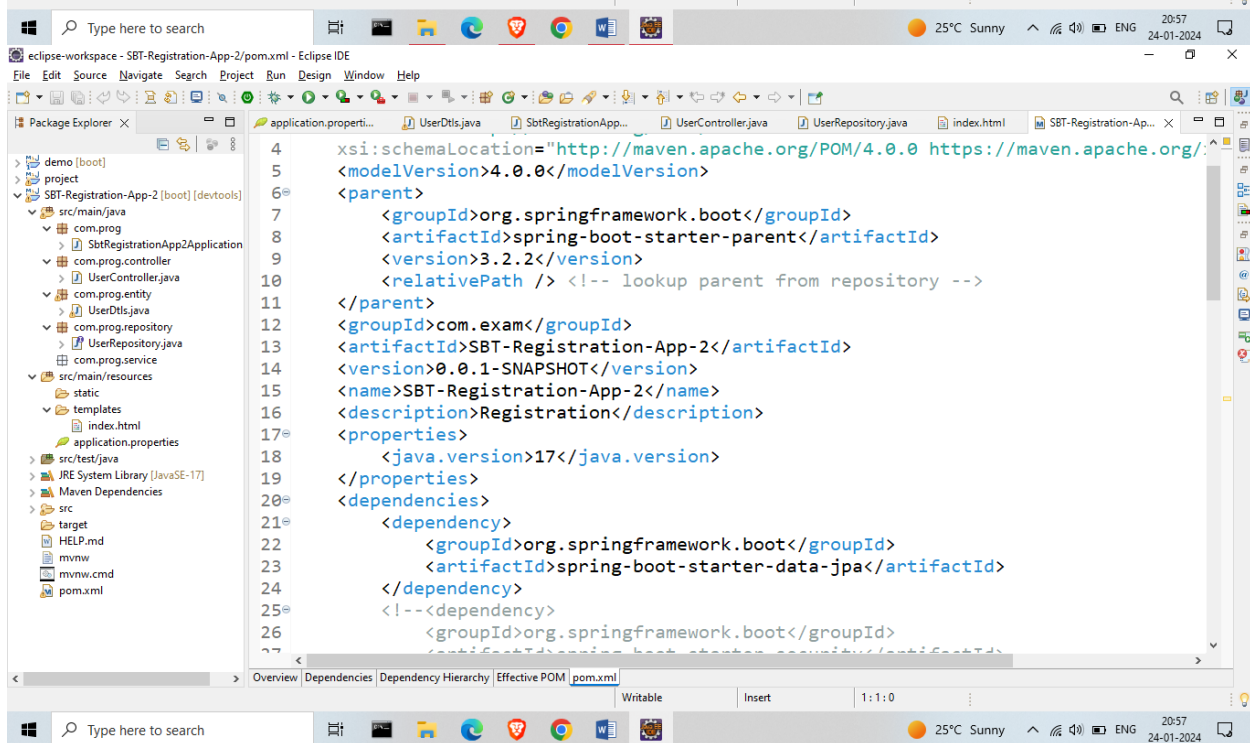 Type here to search
25°C Sunny
ENG
20:57
24-01-2024
eclipse-workspace - SBT-Registration-App-2/pom.xml - Eclipse IDE
File Edit Source Navigate Search Project Run Design Window Help
Package Explorer
application.properti... UserDtls.java SbtRegistrationApp... UserController.java UserRepository.java index.html SBT-Registration-Ap...
demo [boot]
project
SBT-Registration-App-2 [boot] [devtools]
src/main/java
com.prog
SbtRegistrationApp2Application
com.prog.controller
UserController.java
com.prog.entity
UserDtls.java
com.prog.repository
UserRepository.java
com.prog.service
src/main/resources
static
templates
index.html
application.properties
src/test/java
JRE System Library [JavaSE-17]
Maven Dependencies
src
target
HELP.md
mvnw
mvnw.cmd
pom.xml
4 xsi:schemaLocation="http://maven.apache.org/POM/4.0.0 https://maven.apache.org/
5 <modelVersion>4.0.0</modelVersion>
6 <parent>
7 <groupId>org.springframework.boot</groupId>
8 <artifactId>spring-boot-starter-parent</artifactId>
9 <version>3.2.2</version>
10 <relativePath /> <!-- lookup parent from repository -->
11 </parent>
12 <groupId>com.exam</groupId>
13 <artifactId>SBT-Registration-App-2</artifactId>
14 <version>0.0.1-SNAPSHOT</version>
15 <name>SBT-Registration-App-2</name>
16 <description>Registration</description>
17 <properties>
18 <java.version>17</java.version>
19 </properties>
20 <dependencies>
21 <dependency>
22 <groupId>org.springframework.boot</groupId>
23 <artifactId>spring-boot-starter-data-jpa</artifactId>
24 </dependency>
25 <!--<dependency>
26 <groupId>org.springframework.boot</groupId>
27 <artifactId>spring-boot-starter-security</artifactId>
Overview Dependencies Dependency Hierarchy Effective POM pom.xml
Writable Insert 1:1:0
Type here to search
25°C Sunny
ENG
20:57
24-01-2024